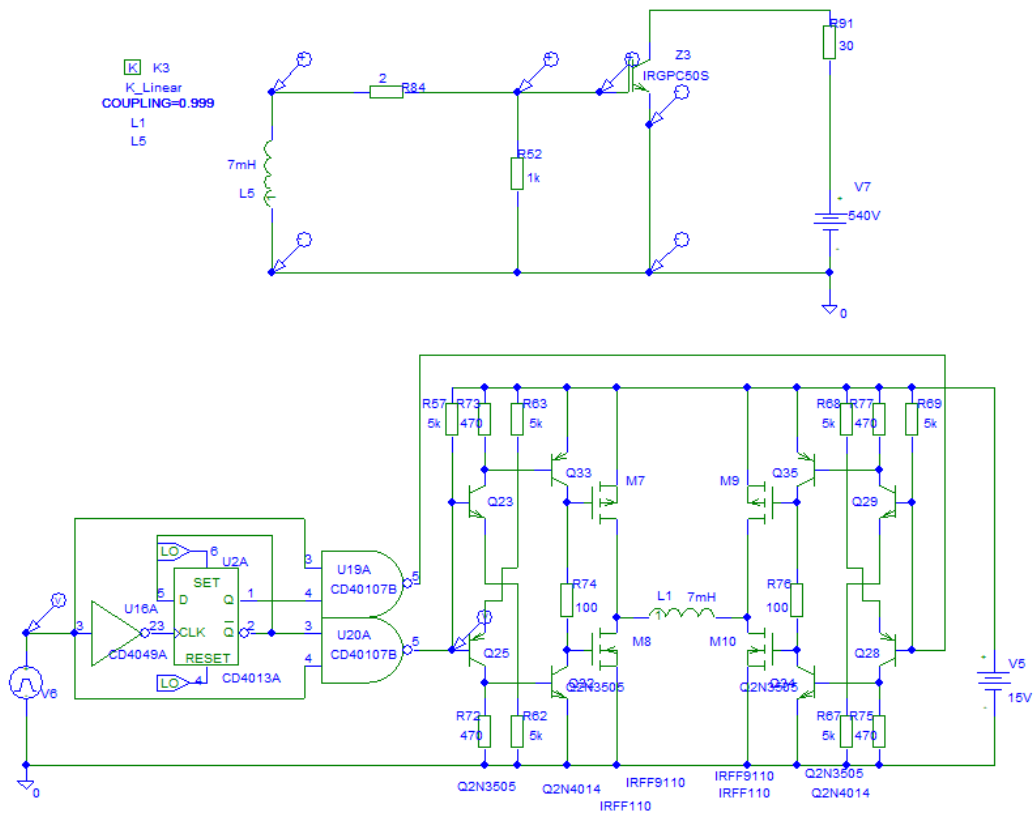 K K3
K_Linear
COUPLING=0.999
L1
L5
7mH
L5
2
R84
R52
1k
Z3
IRGPC50S
R91
30
V7
540V
+
-
0
R57
5k
R73
470
R63
5k
R68
5k
R77
470
R69
5k
Q33
Q35
M7
M9
Q23
Q29
U2A
LO
6
SET
5
D
Q
1
CLK
Q
2
RESET
LO
4
CD4013A
U16A
3
23
CD4049A
V6
0
3
4
U19A
CD40107B
5
3
4
U20A
CD40107B
5
R74
100
R76
100
L1
1
7mH
M8
M10
Q25
Q28
Q32
Q2N3505
Q2N3505
Q34
R72
470
R62
5k
R67
5k
R75
470
+
V5
15V
-
Q2N3505
Q2N4014
IRFF9110
IRFF110
IRFF9110
IRFF110
Q2N3505
Q2N4014
V
V
+
+
+
-
-
-